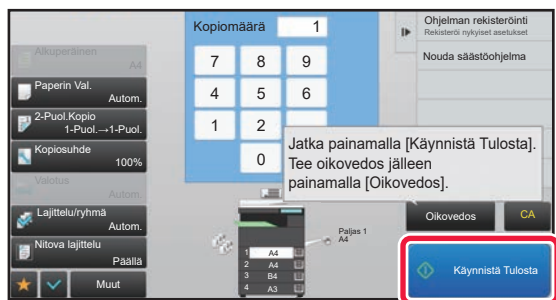 Kopiomäärä 1
Alkuperäinen
A4
Paperin Val.
Autom.
2-Puol.Kopio
1-Puol.→1-Puol.
Kopiosuhde
100%
Valotus
Autom.
Lajittelu/ryhmä
Autom.
Nitova lajittelu
Päällä
Muut
7 8 9
4 5 6
1 2
0
Jatka painamalla [Käynnistä Tulosta].
Tee oikovedos jälleen
painamalla [Oikovedos].
Paljas 1
A4
1 A4
2 A4
3 B4
4 A3
Ohjelman rekisteröinti
Rekisteröi nykyiset asetukset
Nouda säästöohjelma
Oikovedos
CA
Käynnistä Tulosta